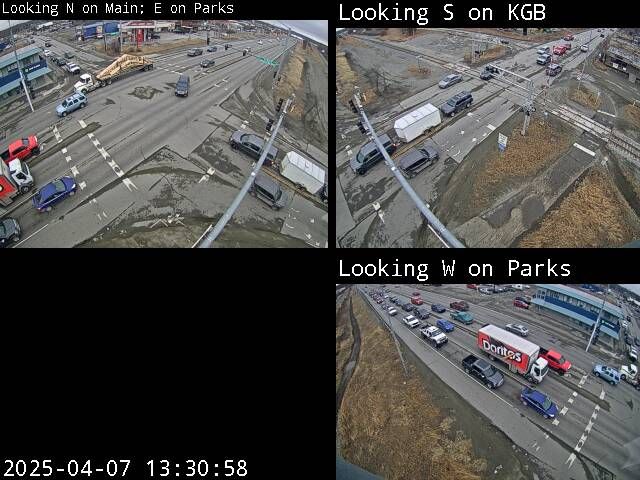 Looking N on Main; E on Parks
Looking S on KGB
Looking W on Parks
Doritos
2025-04-07 13:30:58